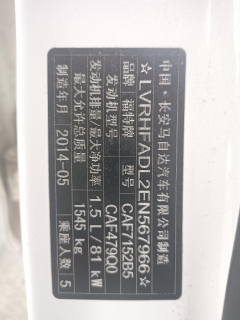 中国·长安马自达汽车有限公司制造
☆LVRHFADL2EN567966☆
品牌 福特牌 CAF7152B5
发动机型号 CAF479Q0
发动机排量/最大净功率 1.5 L/81 kW
最大允许总质量 1545 kg
制造年月 2014-05 乘座人数 5